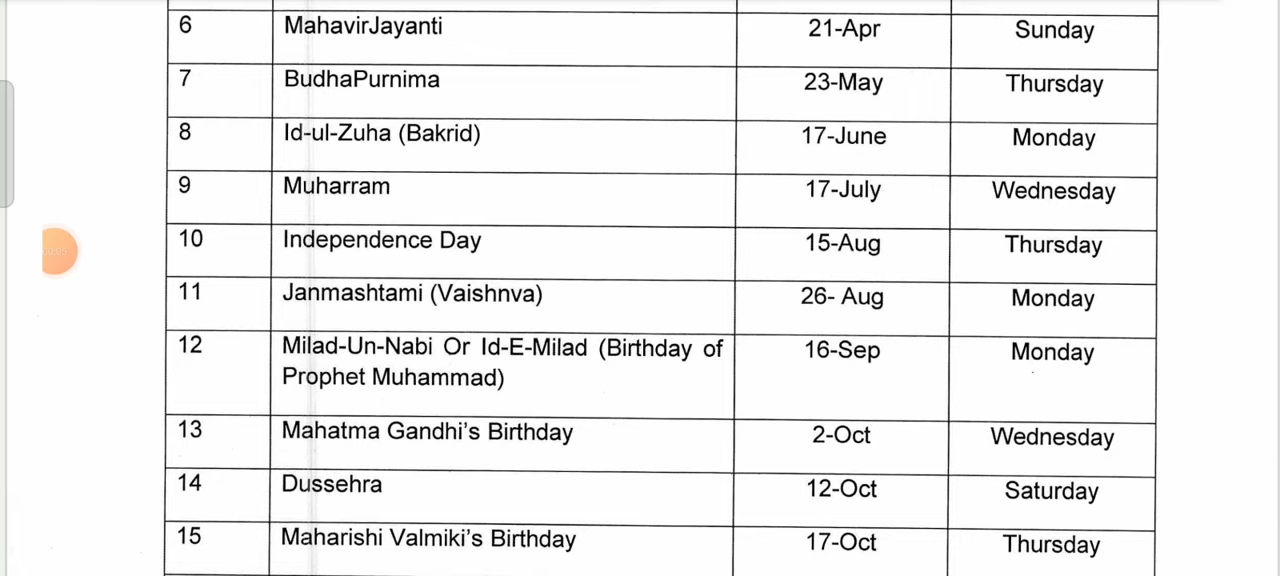 6 MahavirJayanti 21-Apr Sunday
7 BudhaPurnima 23-May Thursday
8 Id-ul-Zuha (Bakrid) 17-June Monday
9 Muharram 17-July Wednesday
10 Independence Day 15-Aug Thursday
11 Janmashtami (Vaishnva) 26- Aug Monday
12 Milad-Un-Nabi Or Id-E-Milad (Birthday of 16-Sep Monday
Prophet Muhammad)
13 Mahatma Gandhi's Birthday 2-Oct Wednesday
14 Dussehra 12-Oct Saturday
15 Maharishi Valmiki's Birthday 17-Oct Thursday